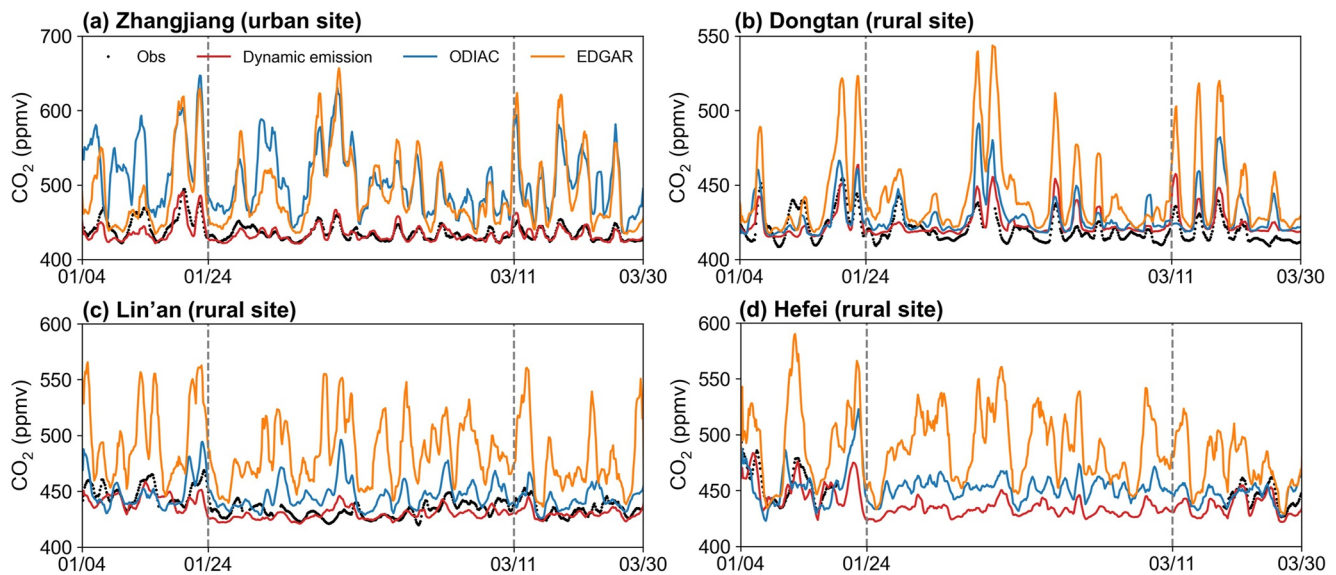 (a) Zhangjiang (urban site)
700
600
500
400
CO₂ (ppmv)
Obs
Dynamic emission
ODIAC
EDGAR
01/04
01/24
03/11
03/30
(b) Dongtan (rural site)
550
500
450
400
CO₂ (ppmv)
01/04
01/24
03/11
03/30
(c) Lin’an (rural site)
600
550
500
450
400
CO₂ (ppmv)
01/04
01/24
03/11
03/30
(d) Hefei (rural site)
600
550
500
450
400
CO₂ (ppmv)
01/04
01/24
03/11
03/30